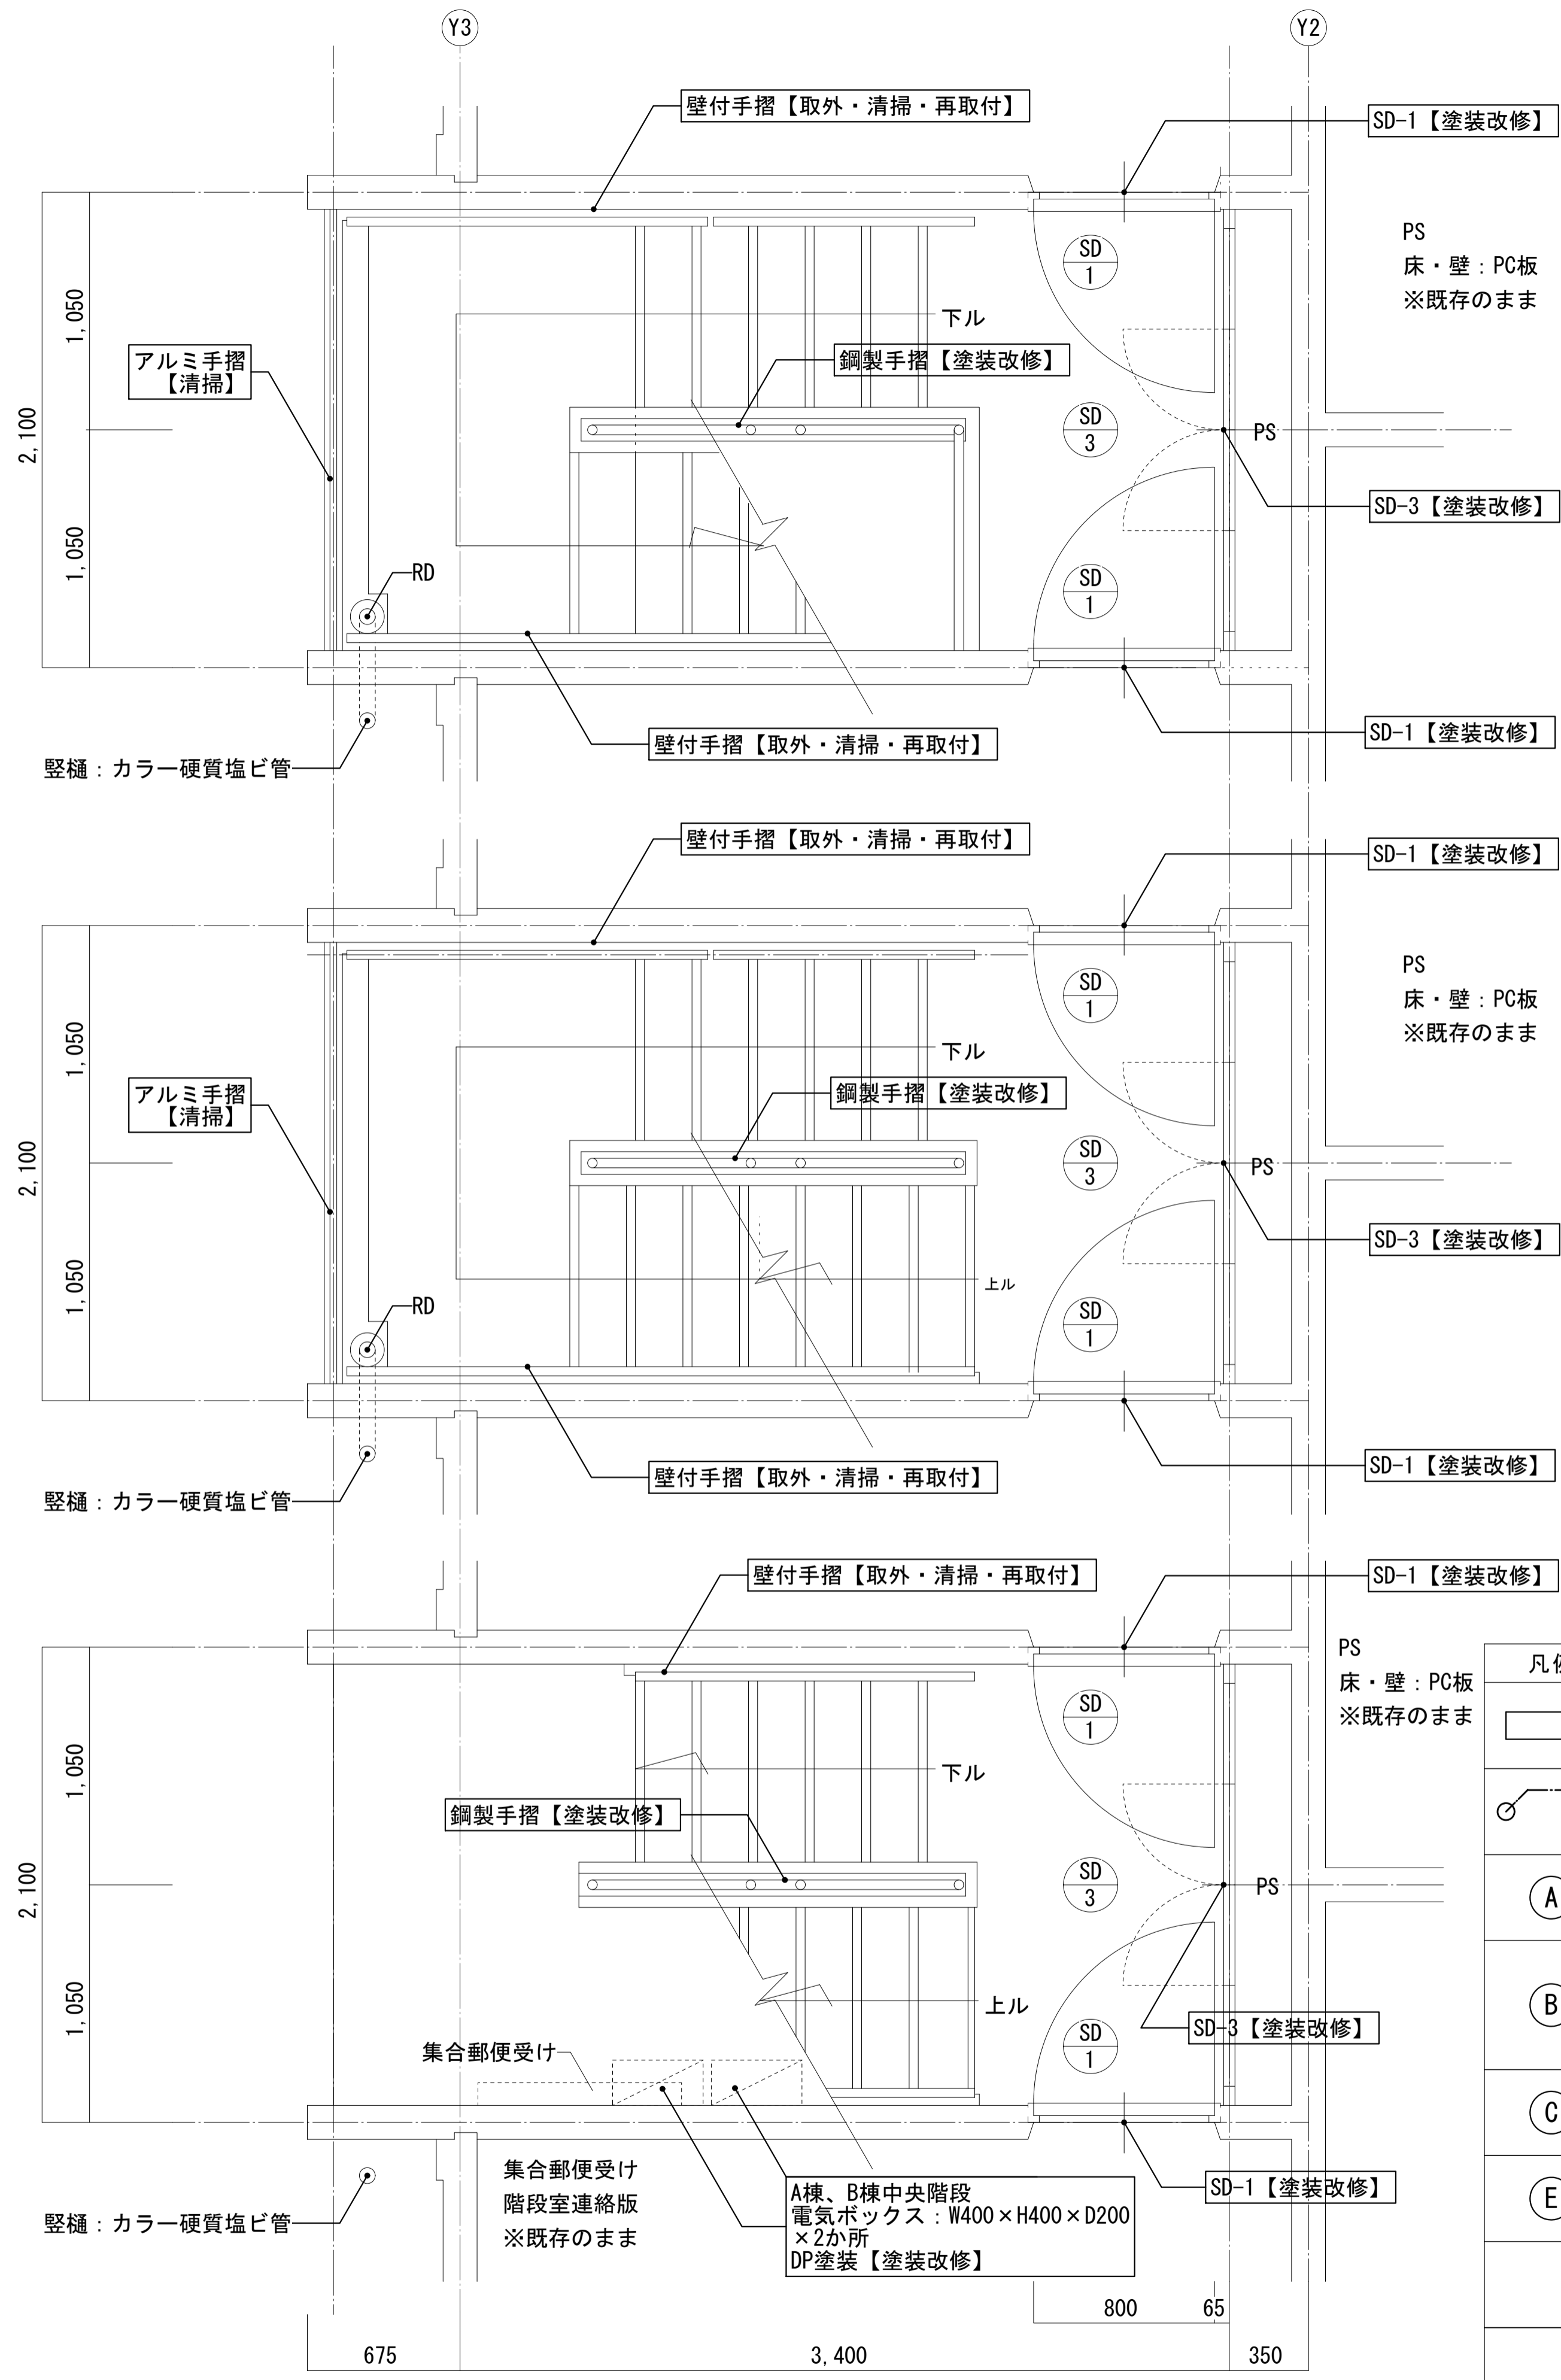 Y3
Y2
壁付手摺【取外・清掃・再取付】
SD-1【塗装改修】
PS
床・壁：PC板
※既存のまま
SD
1
1,050
下ル
アルミ手摺
【清掃】
鋼製手摺【塗装改修】
2,100
SD
3
PS
SD-3【塗装改修】
1,050
RD
SD
1
壁付手摺【取外・清掃・再取付】
SD-1【塗装改修】
竪樋：カラー硬質塩ビ管
壁付手摺【取外・清掃・再取付】
SD-1【塗装改修】
PS
床・壁：PC板
※既存のまま
SD
1
1,050
下ル
アルミ手摺
【清掃】
鋼製手摺【塗装改修】
2,100
SD
3
PS
SD-3【塗装改修】
1,050
上ル
RD
SD
1
壁付手摺【取外・清掃・再取付】
SD-1【塗装改修】
竪樋：カラー硬質塩ビ管
壁付手摺【取外・清掃・再取付】
SD-1【塗装改修】
PS
床・壁：PC板
※既存のまま
凡
SD
1
1,050
下ル
鋼製手摺【塗装改修】
2,100
SD
3
PS
A
1,050
上ル
B
SD-3【塗装改修】
集合郵便受け
SD
1
C
集合郵便受け
階段室連絡版
※既存のまま
A棟、B棟中央階段
電気ボックス：W400×H400×D200
×2か所
DP塗装【塗装改修】
SD-1【塗装改修】
E
竪樋：カラー硬質塩ビ管
800
65
675
3,400
350